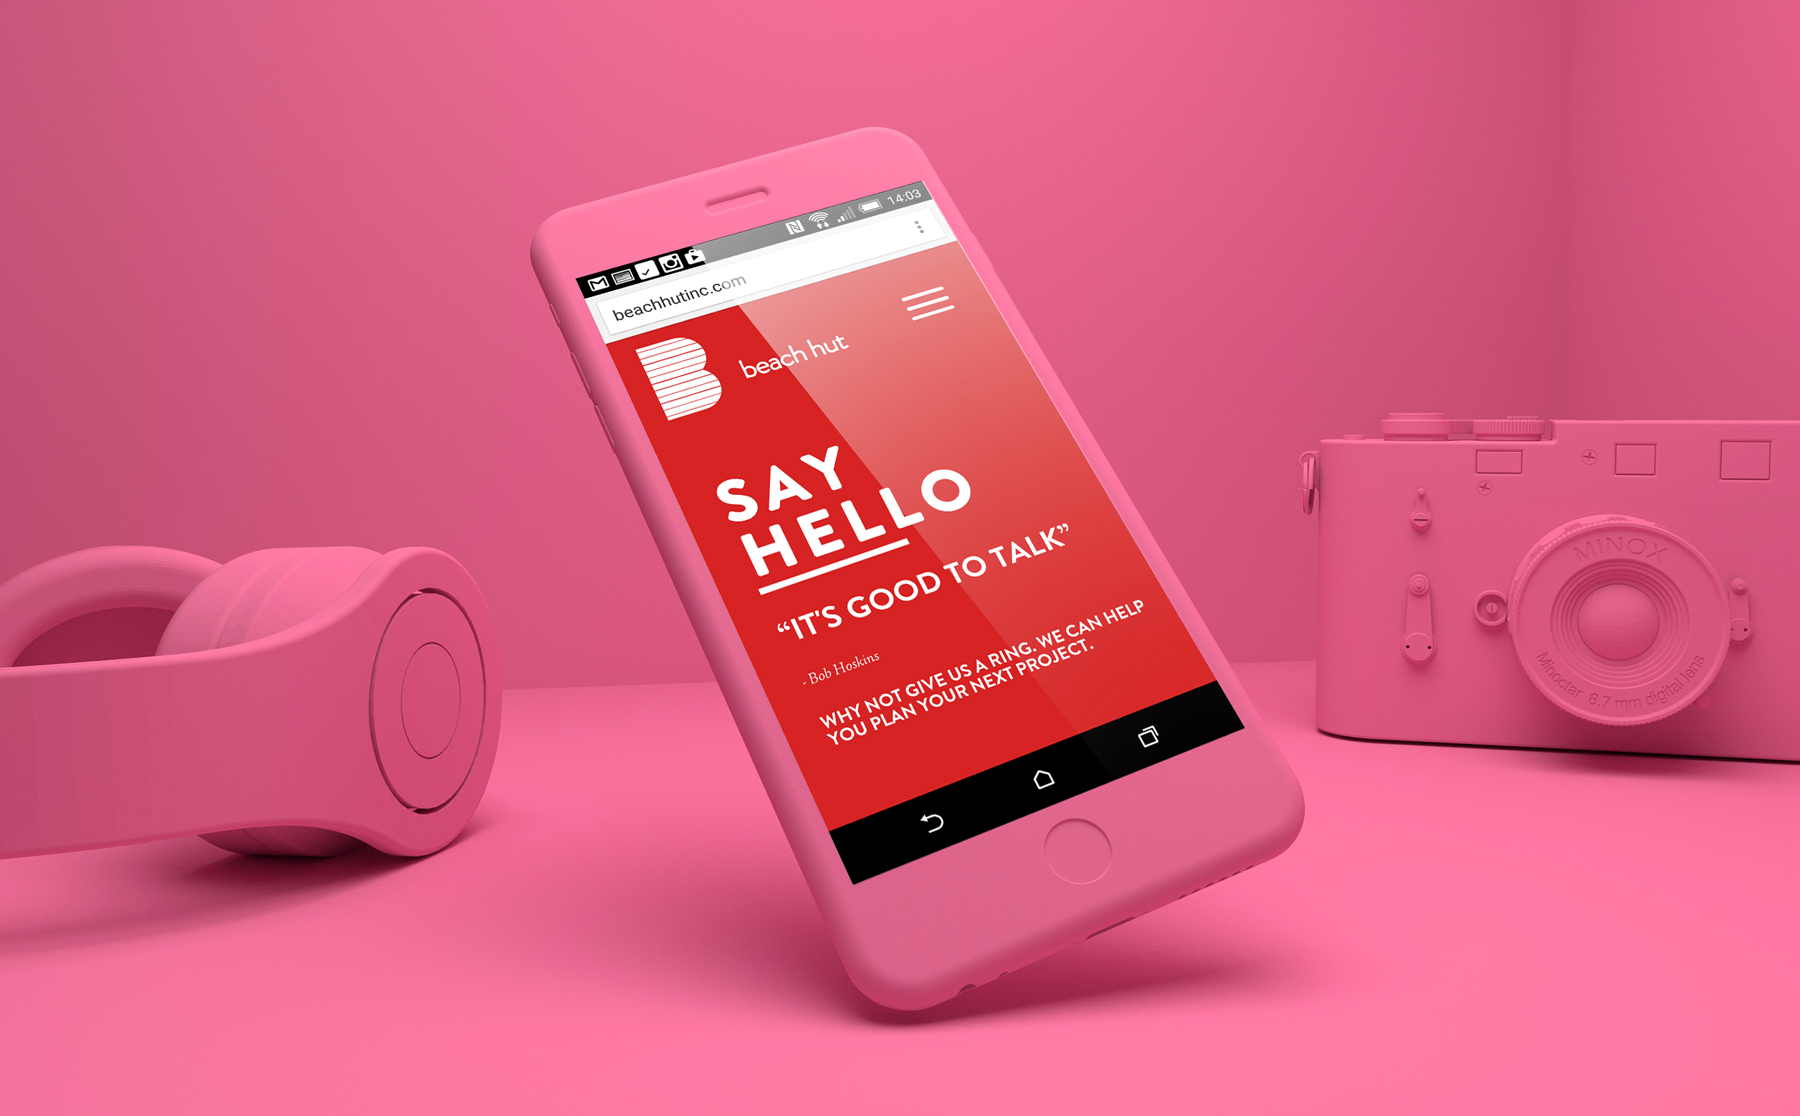 14:03
beachhutinc.com
beach hut
SAY
HELLO
“IT'S GOOD TO TALK”
- Bob Hoskins
WHY NOT GIVE US A RING. WE CAN HELP
YOU PLAN YOUR NEXT PROJECT.
MINOX
Minoctar 8.7 mm digital lens